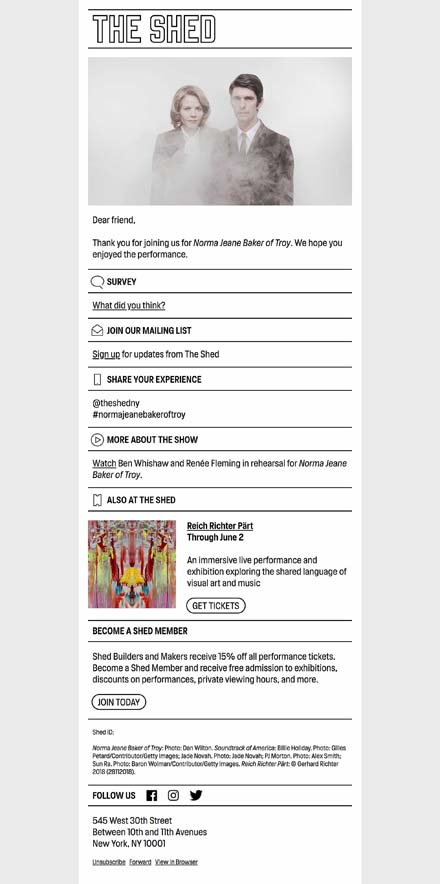 THE SHED
Dear friend,
Thank you for joining us for Norma Jeane Baker of Troy. We hope you
enjoyed the performance.
SURVEY
What did you think?
JOIN OUR MAILING LIST
Sign up for updates from The Shed
SHARE YOUR EXPERIENCE
@theshedny
#normajeanebakeroftroy
MORE ABOUT THE SHOW
Watch Ben Whishaw and Renée Fleming in rehearsal for Norma Jeane
Baker of Troy.
ALSO AT THE SHED
Reich Richter Pärt
Through June 2
An immersive live performance and
exhibition exploring the shared language of
visual art and music
GET TICKETS
BECOME A SHED MEMBER
Shed Builders and Makers receive 15% off all performance tickets.
Become a Shed Member and receive free admission to exhibitions,
discounts on performances, private viewing hours, and more.
JOIN TODAY
Shed ID:
Norma Jeane Baker of Troy: Photo: Dan Wilton. Soundtrack of America: Billie Holiday. Photo: Gilles
Petard/Contributor/Getty Images; Jade Novah. Photo: Jade Novah; PJ Morton. Photo: Alex Smith;
Sun Ra. Photo: Baron Wolman/Contributor/Getty Images. Reich Richter Pärt: © Gerhard Richter
2018 (28112018).
FOLLOW US
545 West 30th Street
Between 10th and 11th Avenues
New York, NY 10001
Unsubscribe Forward View in Browser